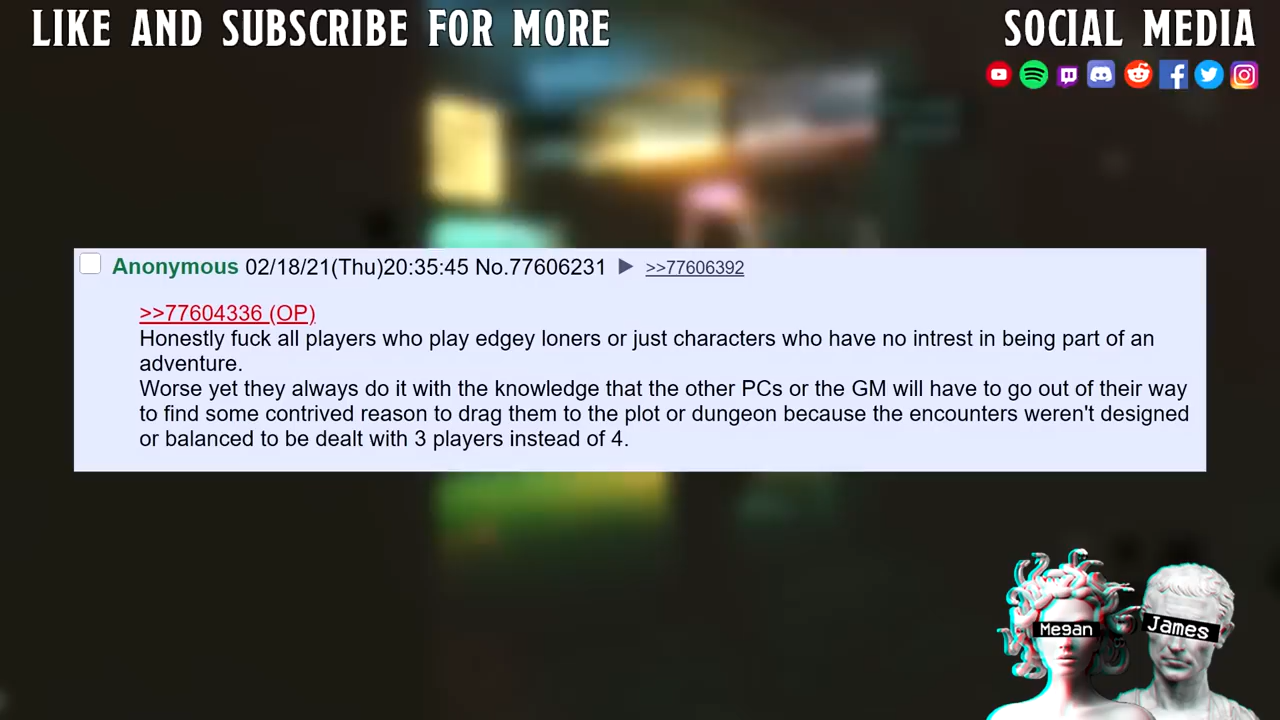 LIKE AND SUBSCRIBE FOR MORE
SOCIAL MEDIA
Anonymous 02/18/21(Thu)20:35:45 No.77606231 ▶ >>77606392
>>77604336 (OP)
Honestly fuck all players who play edgey loners or just characters who have no intrest in being part of an
adventure.
Worse yet they always do it with the knowledge that the other PCs or the GM will have to go out of their way
to find some contrived reason to drag them to the plot or dungeon because the encounters weren't designed
or balanced to be dealt with 3 players instead of 4.
Megan
James